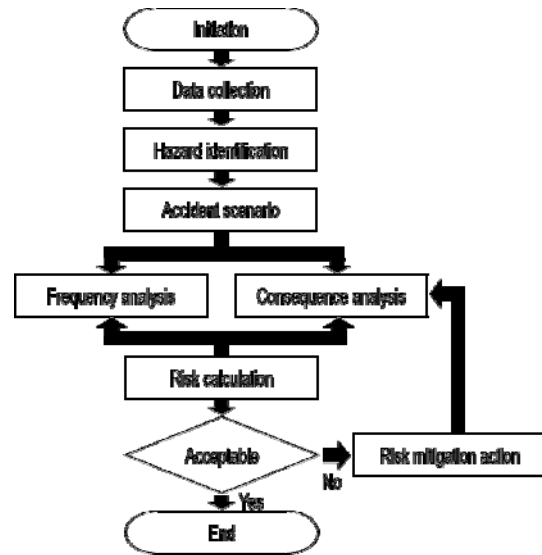 Initiation
Data collection
Hazard identification
Accident scenario
Frequency analysis
Consequence analysis
Risk calculation
Acceptable
Risk mitigation action
No
Yes
End